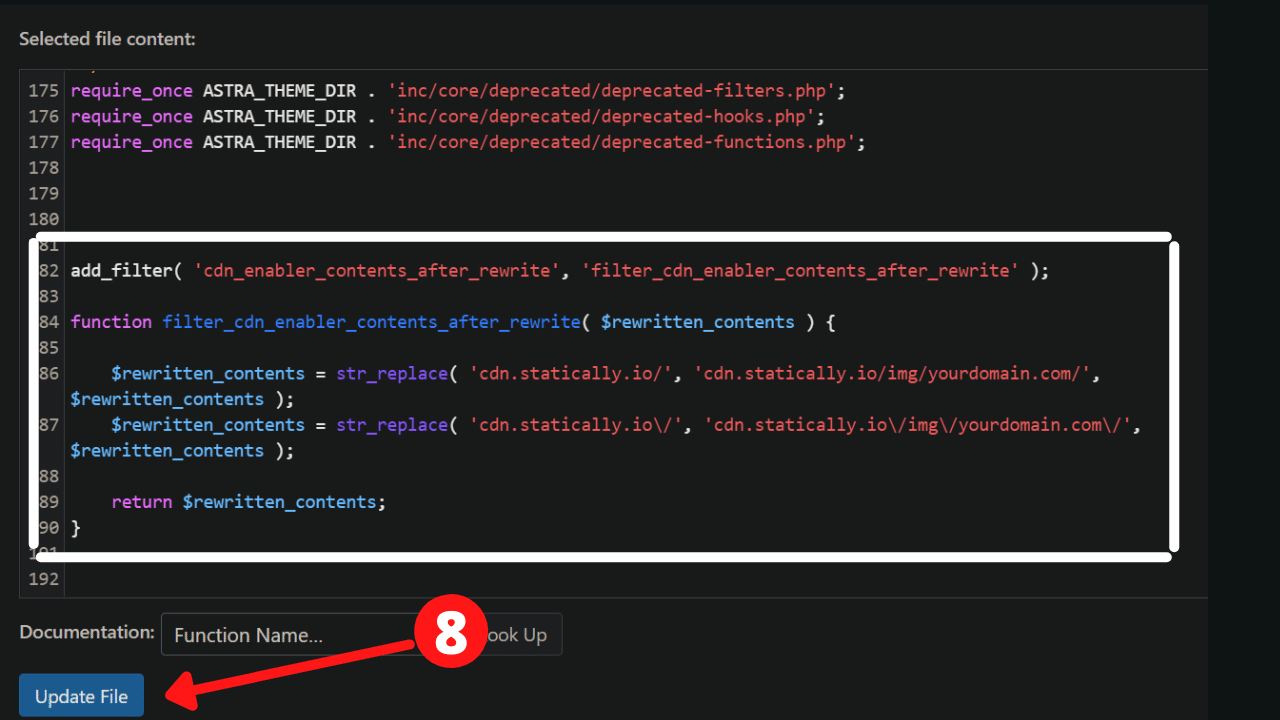 Selected file content:
175 require_once ASTRA_THEME_DIR . 'inc/core/deprecated/deprecated-filters.php';
176 require_once ASTRA_THEME_DIR . 'inc/core/deprecated/deprecated-hooks.php';
177 require_once ASTRA_THEME_DIR . 'inc/core/deprecated/deprecated-functions.php';
178
179
180
81
82 add_filter( 'cdn_enabler_contents_after_rewrite', 'filter_cdn_enabler_contents_after_rewrite' );
83
84 function filter_cdn_enabler_contents_after_rewrite( $rewritten_contents ) {
85
86     $rewritten_contents = str_replace( 'cdn.statically.io/', 'cdn.statically.io/img/yourdomain.com/',
$rewritten_contents );
87     $rewritten_contents = str_replace( 'cdn.statically.io\/', 'cdn.statically.io\/img\/yourdomain.com\/',
$rewritten_contents );
88
89     return $rewritten_contents;
90 }
191
192
Documentation: Function Name... ook Up
8
Update File